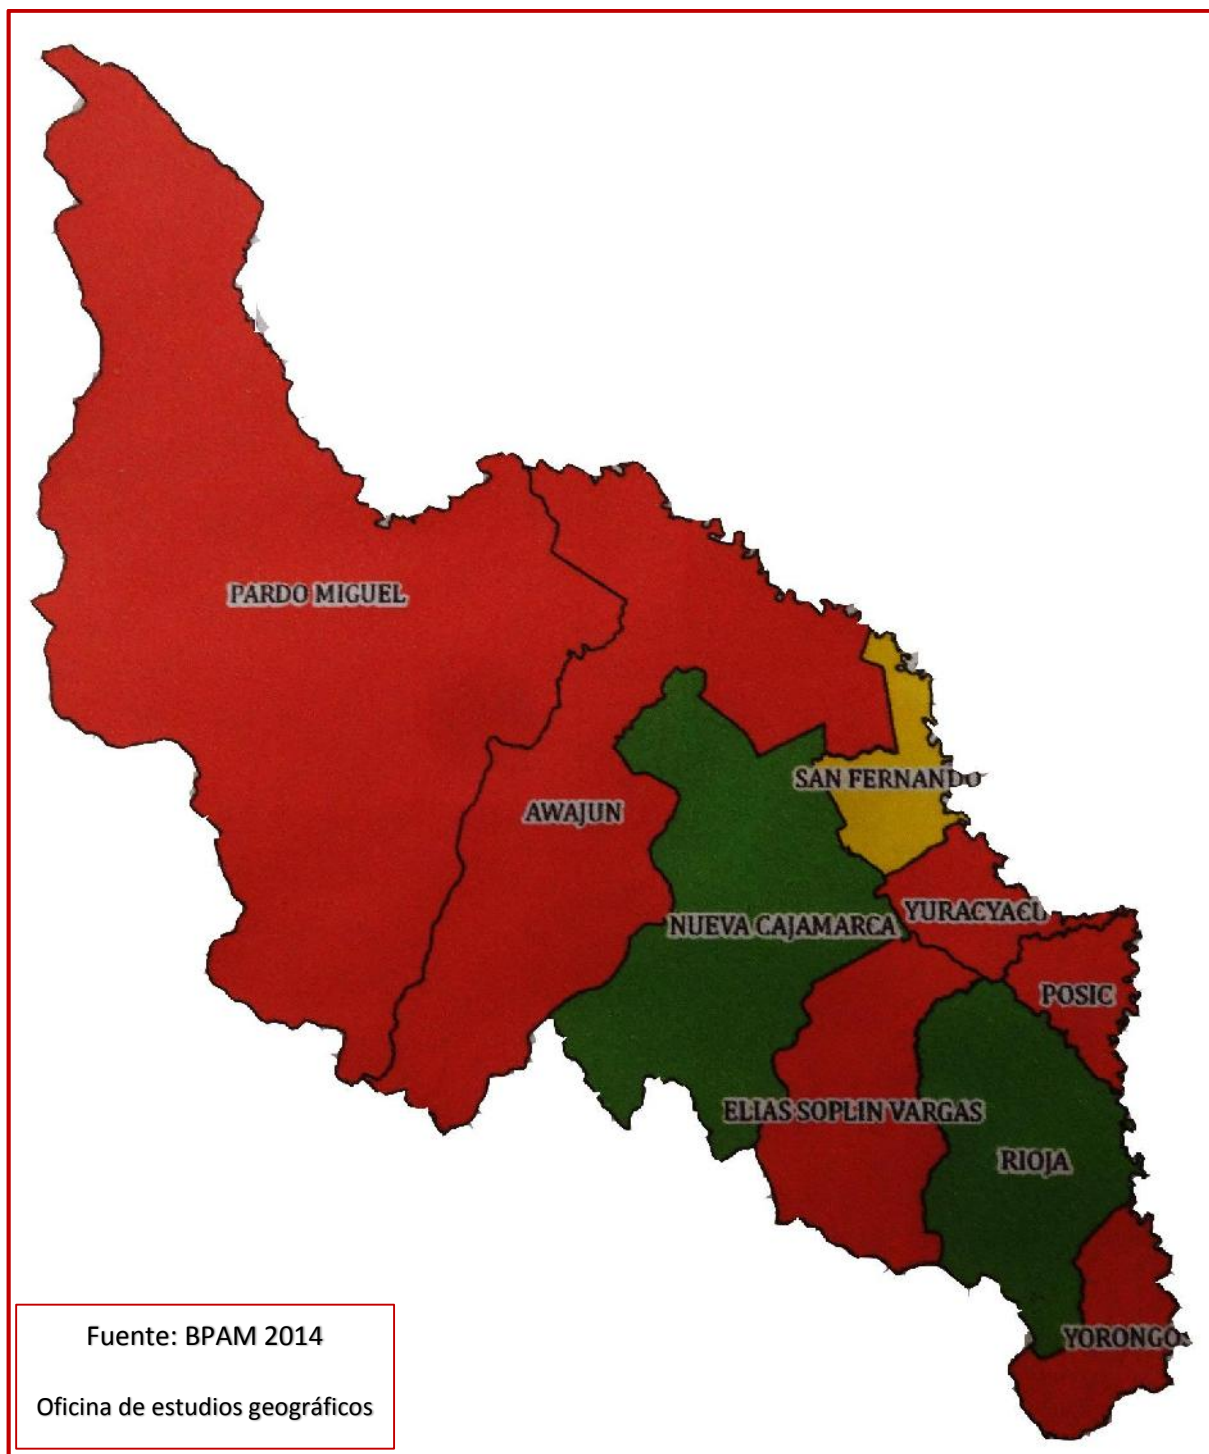 PARDO MIGUEL
SAN FERNANDO
AWAJUN
YURACYACU
NUEVA CAJAMARCA
POSIC
ELIAS SOPLIN VARGAS
RIOJA
YORONGOS
Fuente: BPAM 2014
Oficina de estudios geográficos